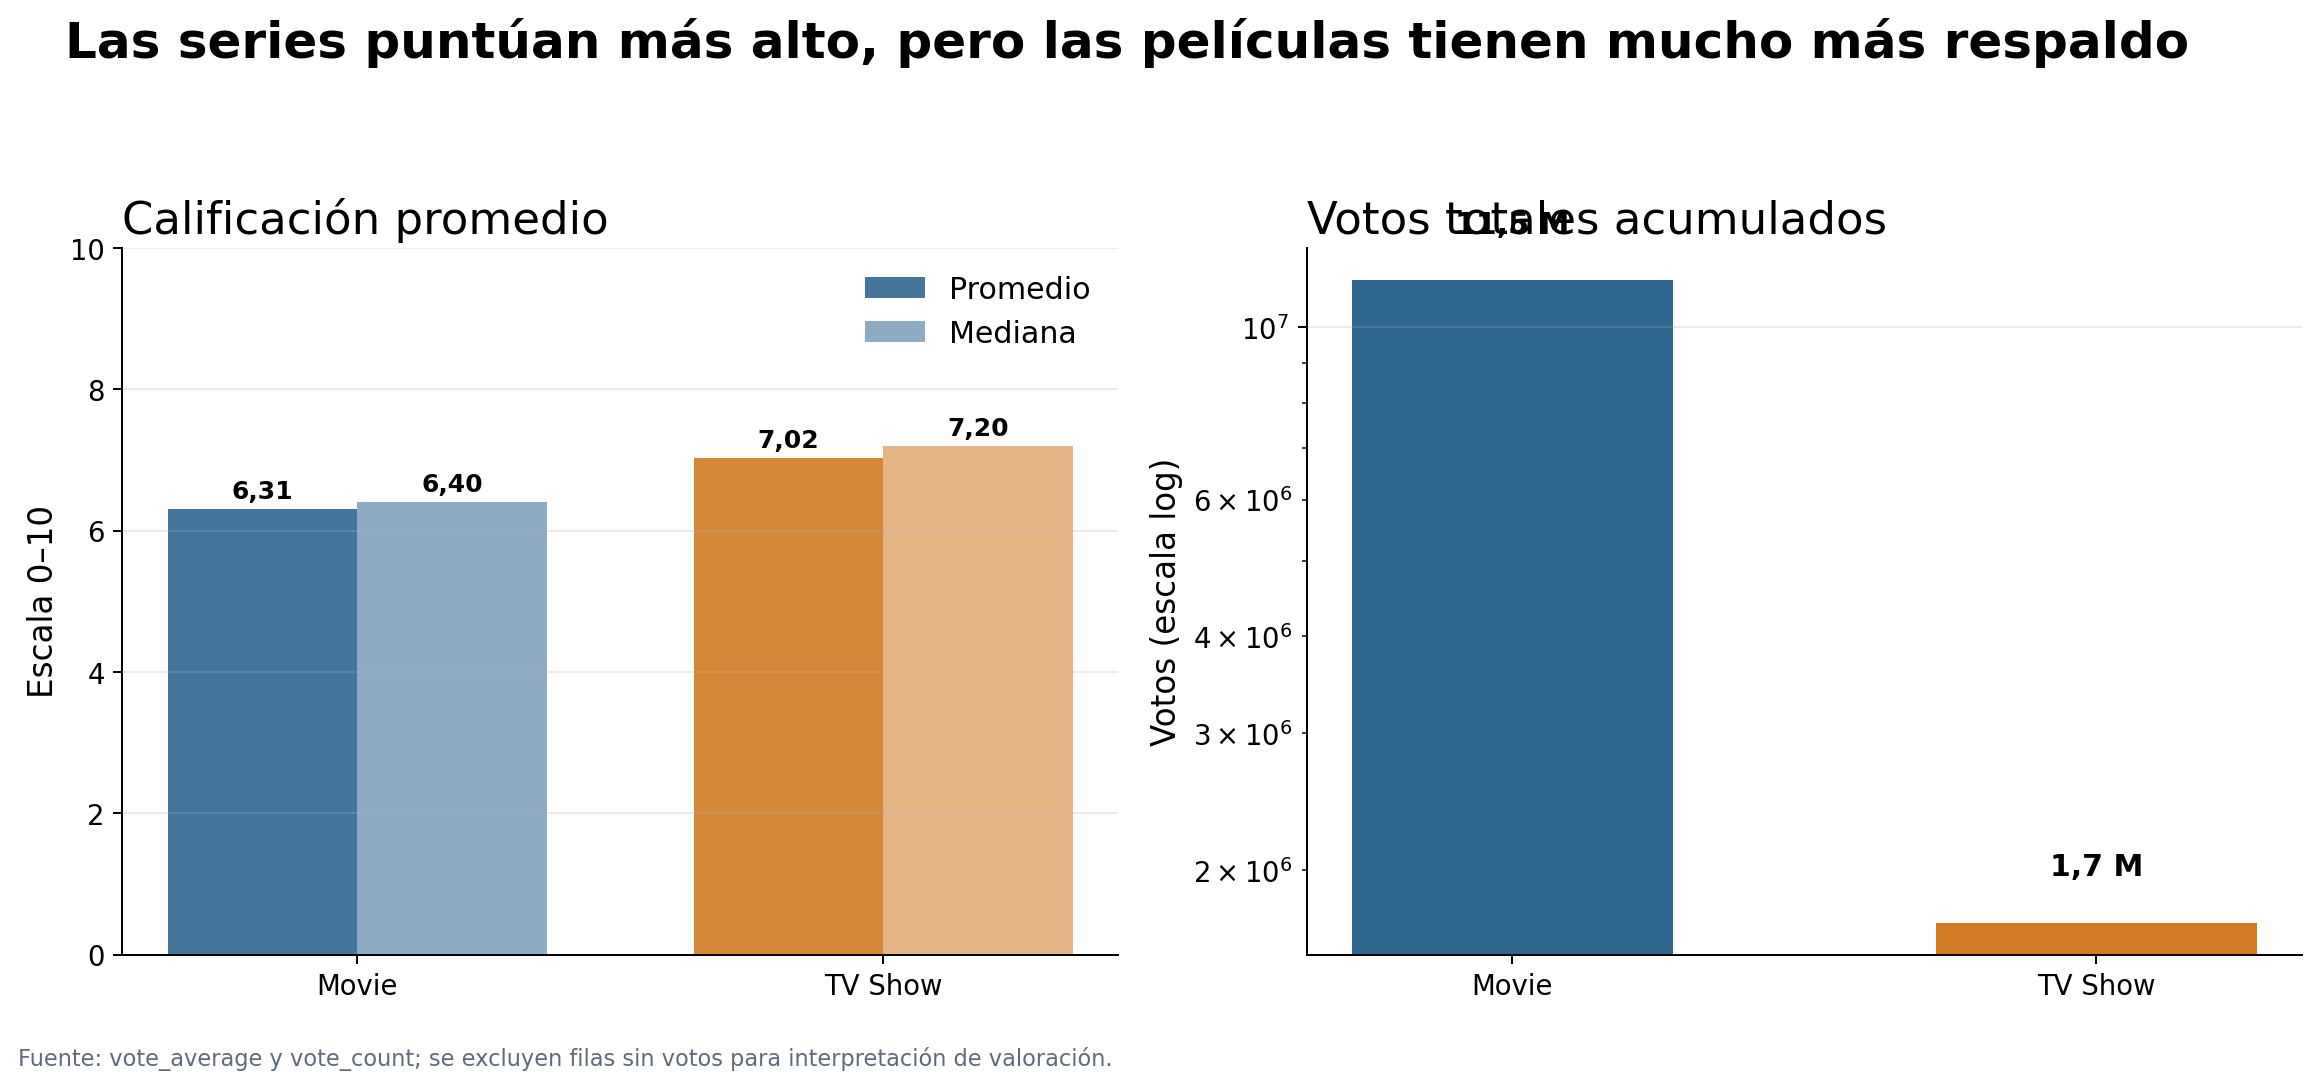 Las series puntúan más alto, pero las películas tienen mucho más respaldo
Calificación promedio
Escala 0–10
10
8
6
4
2
0
Promedio
Mediana
6,31
6,40
7,02
7,20
Movie
TV Show
Votos totales acumulados
11,5 M
Votos (escala log)
10⁷
6 × 10⁶
4 × 10⁶
3 × 10⁶
2 × 10⁶
1,7 M
Movie
TV Show
Fuente: vote_average y vote_count; se excluyen filas sin votos para interpretación de valoración.